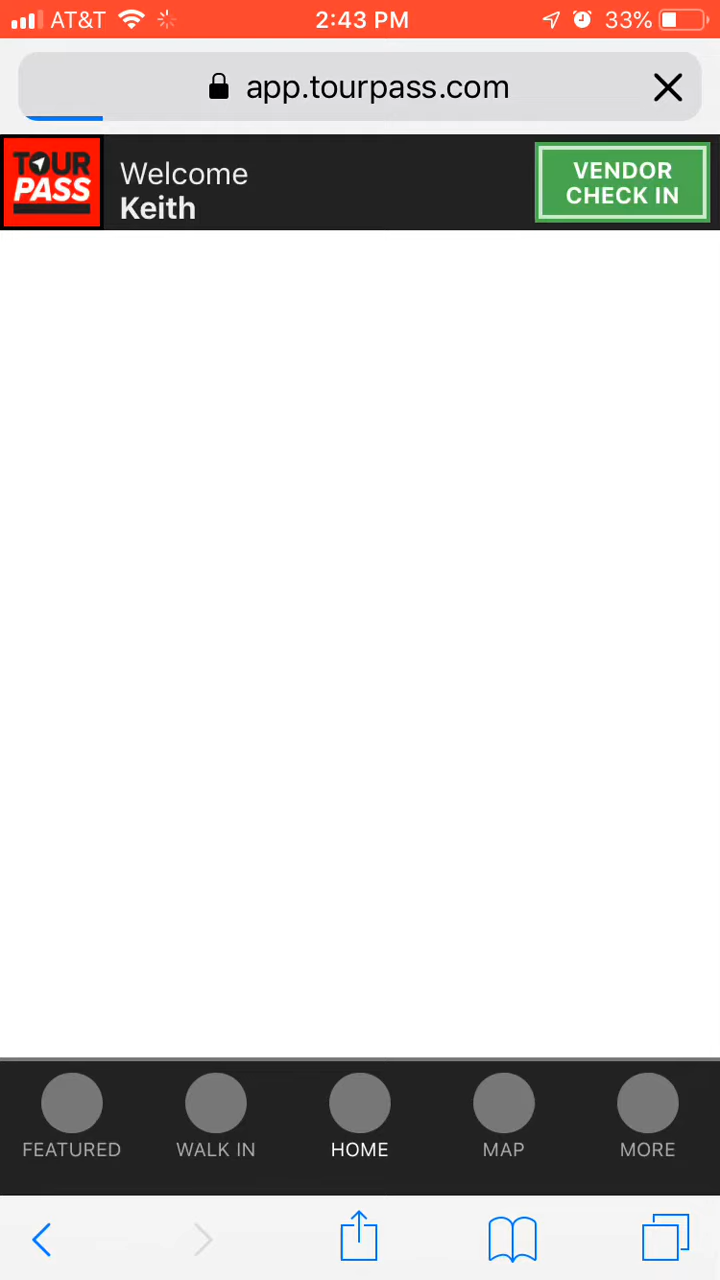 AT&T
2:43 PM
33%
app.tourpass.com
TOUR
PASS
Welcome
Keith
VENDOR
CHECK IN
FEATURED
WALK IN
HOME
MAP
MORE